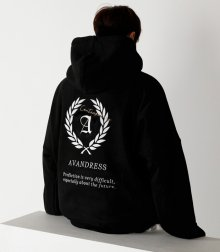 A
AVANDRESS
Prediction is very difficult,
especially about the future.